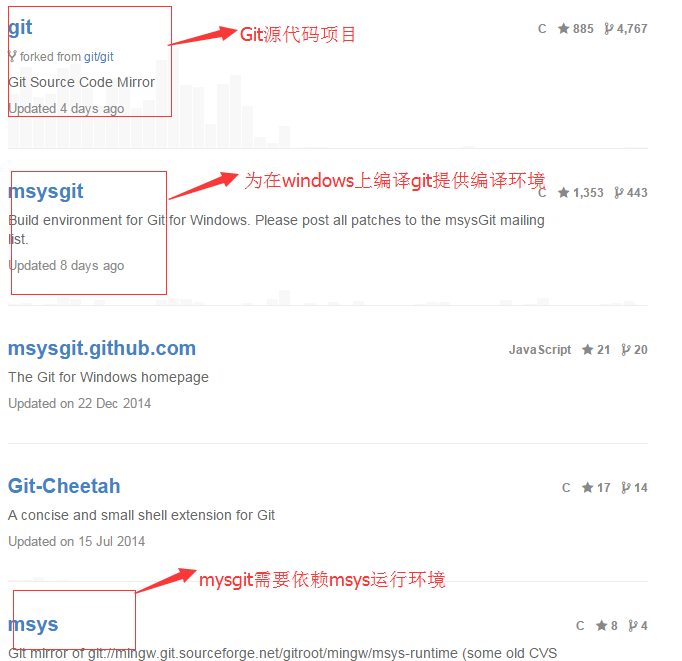 git
Git源代码项目
C 885 4,767
forked from git/git
Git Source Code Mirror
Updated 4 days ago
msysgit
为在windows上编译git提供编译环境
C 1,353 443
Build environment for Git for Windows. Please post all patches to the msysGit mailing
list.
Updated 8 days ago
msysgit.github.com
JavaScript 21 20
The Git for Windows homepage
Updated on 22 Dec 2014
Git-Cheetah
C 17 14
A concise and small shell extension for Git
Updated on 15 Jul 2014
mysgit需要依赖msys运行环境
msys
C 8 4
Git mirror of git://mingw.git.sourceforge.net/gitroot/mingw/msys-runtime (some old CVS